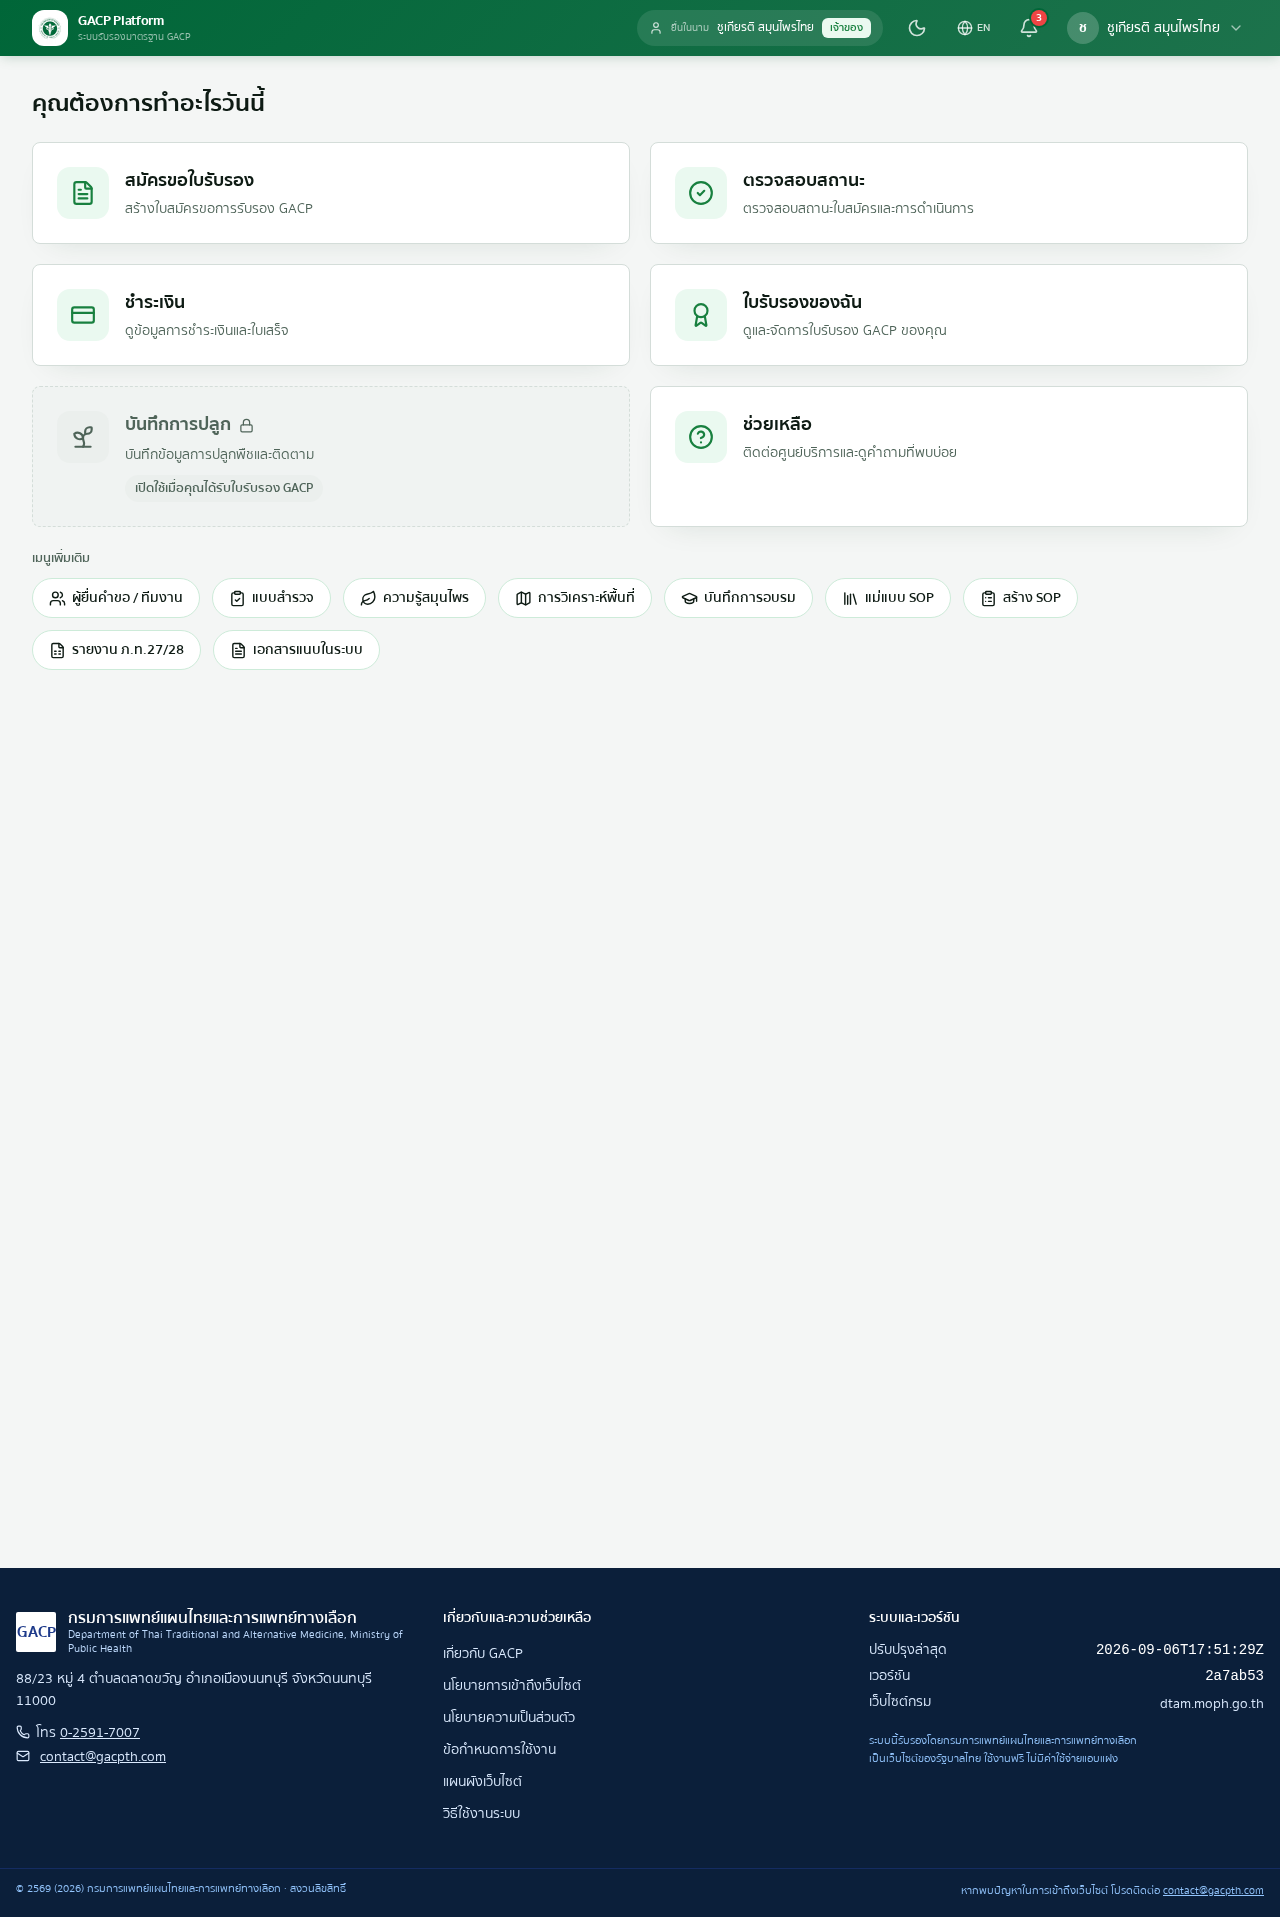 GACP Platform
ระบบรับรองมาตรฐาน GACP
ยื่นในนาม ชูเกียรติ สมุนไพรไทย เจ้าของ
EN
3
ช ชูเกียรติ สมุนไพรไทย
คุณต้องการทำอะไรวันนี้
สมัครขอใบรับรอง
สร้างใบสมัครขอการรับรอง GACP
ตรวจสอบสถานะ
ตรวจสอบสถานะใบสมัครและการดำเนินการ
ชำระเงิน
ดูข้อมูลการชำระเงินและใบเสร็จ
ใบรับรองของฉัน
ดูและจัดการใบรับรอง GACP ของคุณ
บันทึกการปลูก
บันทึกข้อมูลการปลูกพืชและติดตาม
เปิดใช้เมื่อคุณได้รับใบรับรอง GACP
ช่วยเหลือ
ติดต่อศูนย์บริการและดูคำถามที่พบบ่อย
เมนูเพิ่มเติม
ผู้ยื่นคำขอ / ทีมงาน
แบบสำรวจ
ความรู้สมุนไพร
การวิเคราะห์พื้นที่
บันทึกการอบรม
แม่แบบ SOP
สร้าง SOP
รายงาน ภ.ท.27/28
เอกสารแนบในระบบ
GACP
กรมการแพทย์แผนไทยและการแพทย์ทางเลือก
Department of Thai Traditional and Alternative Medicine, Ministry of
Public Health
88/23 หมู่ 4 ตำบลตลาดขวัญ อำเภอเมืองนนทบุรี จังหวัดนนทบุรี
11000
โทร 0-2591-7007
contact@gacpth.com
เกี่ยวกับและความช่วยเหลือ
เกี่ยวกับ GACP
นโยบายการเข้าถึงเว็บไซต์
นโยบายความเป็นส่วนตัว
ข้อกำหนดการใช้งาน
แผนผังเว็บไซต์
วิธีใช้งานระบบ
ระบบและเวอร์ชัน
ปรับปรุงล่าสุด 2026-09-06T17:51:29Z
เวอร์ชัน 2a7ab53
เว็บไซต์กรม dtam.moph.go.th
ระบบนี้รับรองโดยกรมการแพทย์แผนไทยและการแพทย์ทางเลือก
เป็นเว็บไซต์ของรัฐบาลไทย ใช้งานฟรี ไม่มีค่าใช้จ่ายแอบแฝง
© 2569 (2026) กรมการแพทย์แผนไทยและการแพทย์ทางเลือก · สงวนลิขสิทธิ์
หากพบปัญหาในการเข้าถึงเว็บไซต์ โปรดติดต่อ contact@gacpth.com